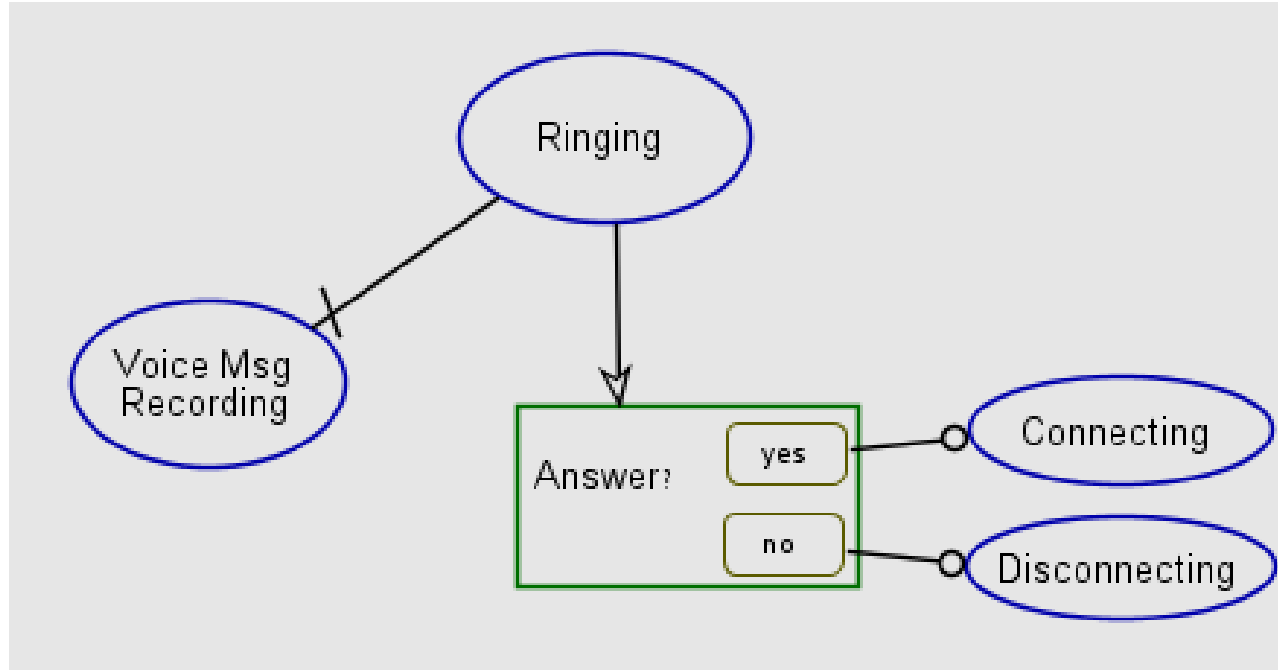 Ringing
Voice Msg
Recording
Answer?
yes
no
Connecting
Disconnecting